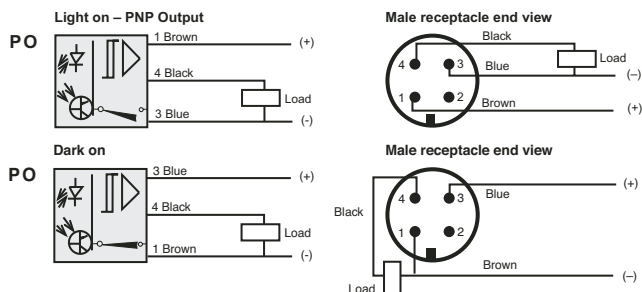 Light on – PNP Output
PO
1 Brown
(+)
4 Black
Load
3 Blue
(-)
Male receptacle end view
Black
4
3
Load
Blue
(–)
1
2
Brown
(+)
Dark on
PO
3 Blue
(+)
4 Black
Load
1 Brown
(-)
Male receptacle end view
(+)
4
3
Blue
Black
1
2
Brown
(–)
Load